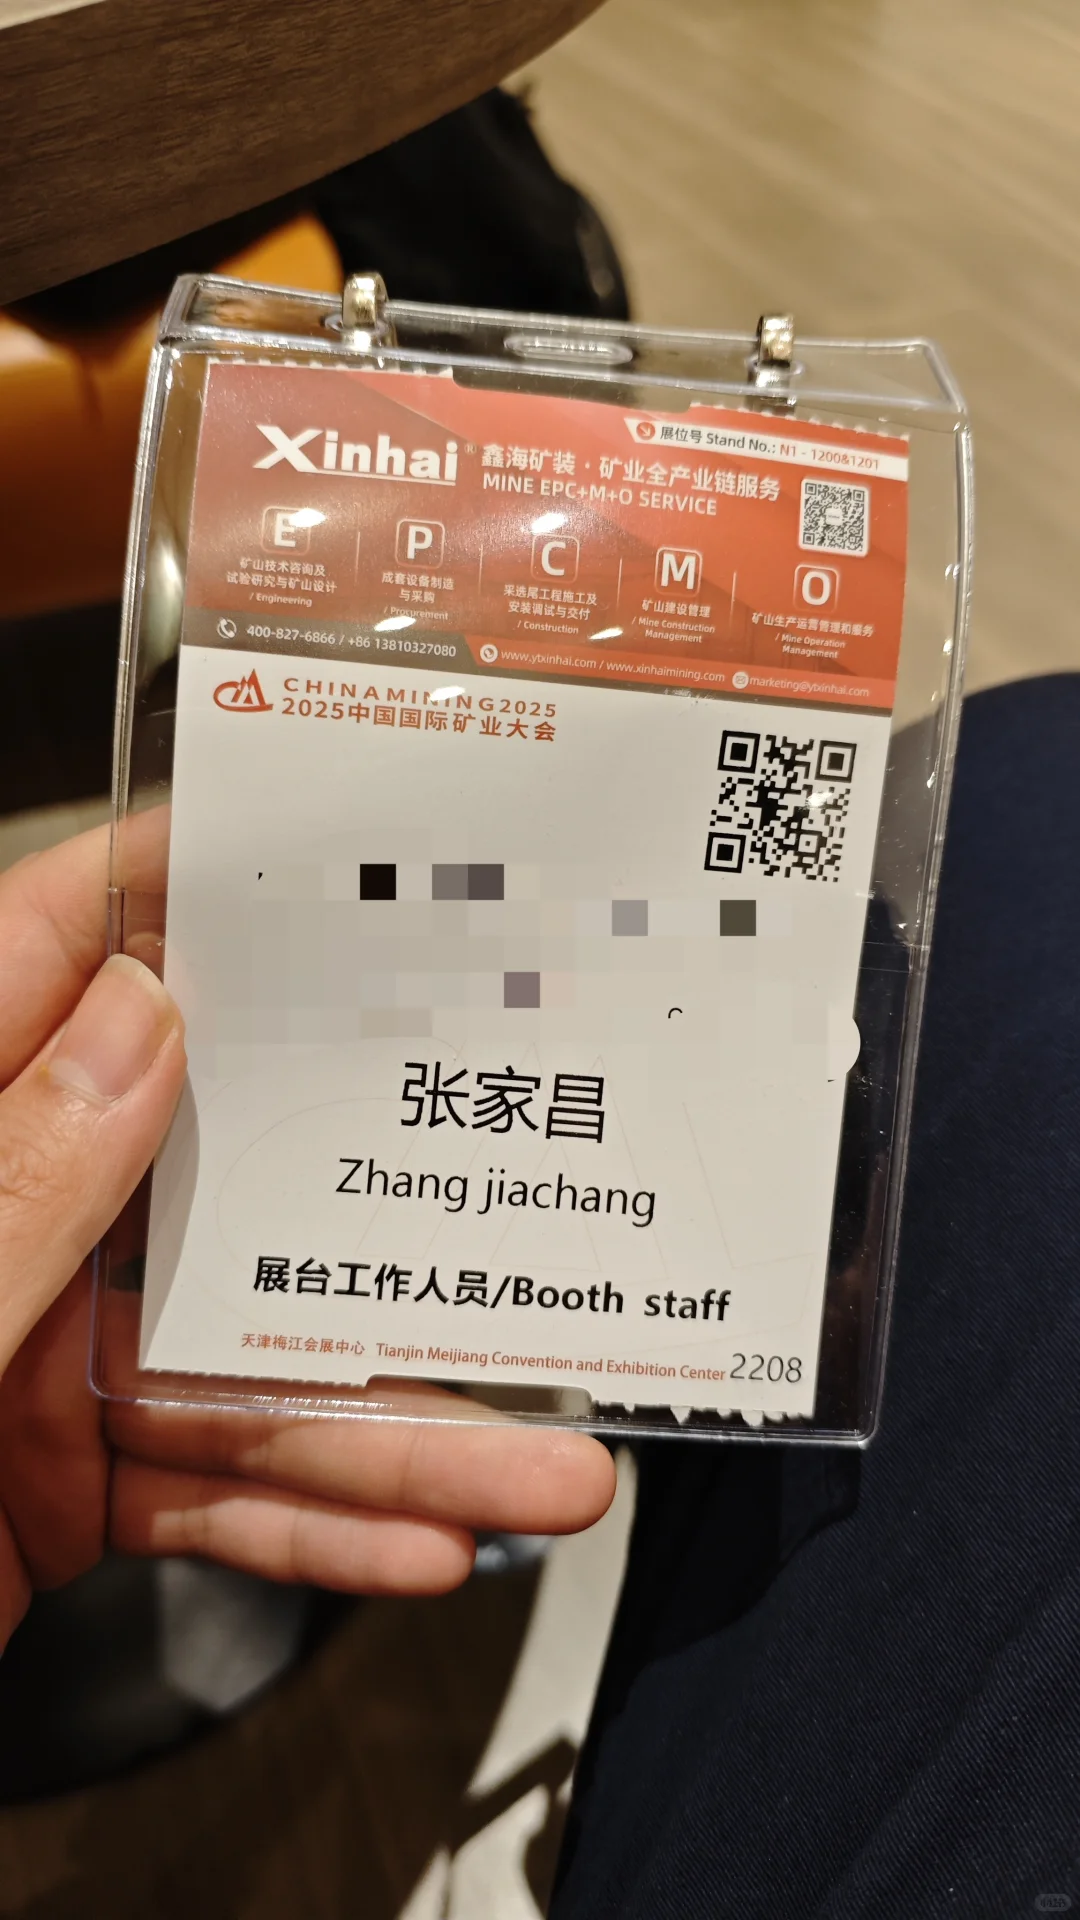 展位号 Stand No.: N1 - 1200&1201
Xinhai® 鑫海矿装·矿业全产业链服务
MINE EPC+M+O SERVICE
E
矿山技术咨询及
试验研究与矿山设计
/ Engineering
P
成套设备制造
与采购
/ Procurement
C
采选尾工程施工及
安装调试与交付
/ Construction
M
矿山建设管理
/ Mine Construction
Management
O
矿山生产运营管理和服务
/ Mine Operation
Management
400-827-6866 / +86 13810327080
www.ytxinhai.com / www.xinhaimining.com
marketing@ytxinhai.com
CHINAMINING2025
2025中国国际矿业大会
张家昌
Zhang jiachang
展台工作人员/Booth staff
天津梅江会展中心 Tianjin Meijiang Convention and Exhibition Center 2208